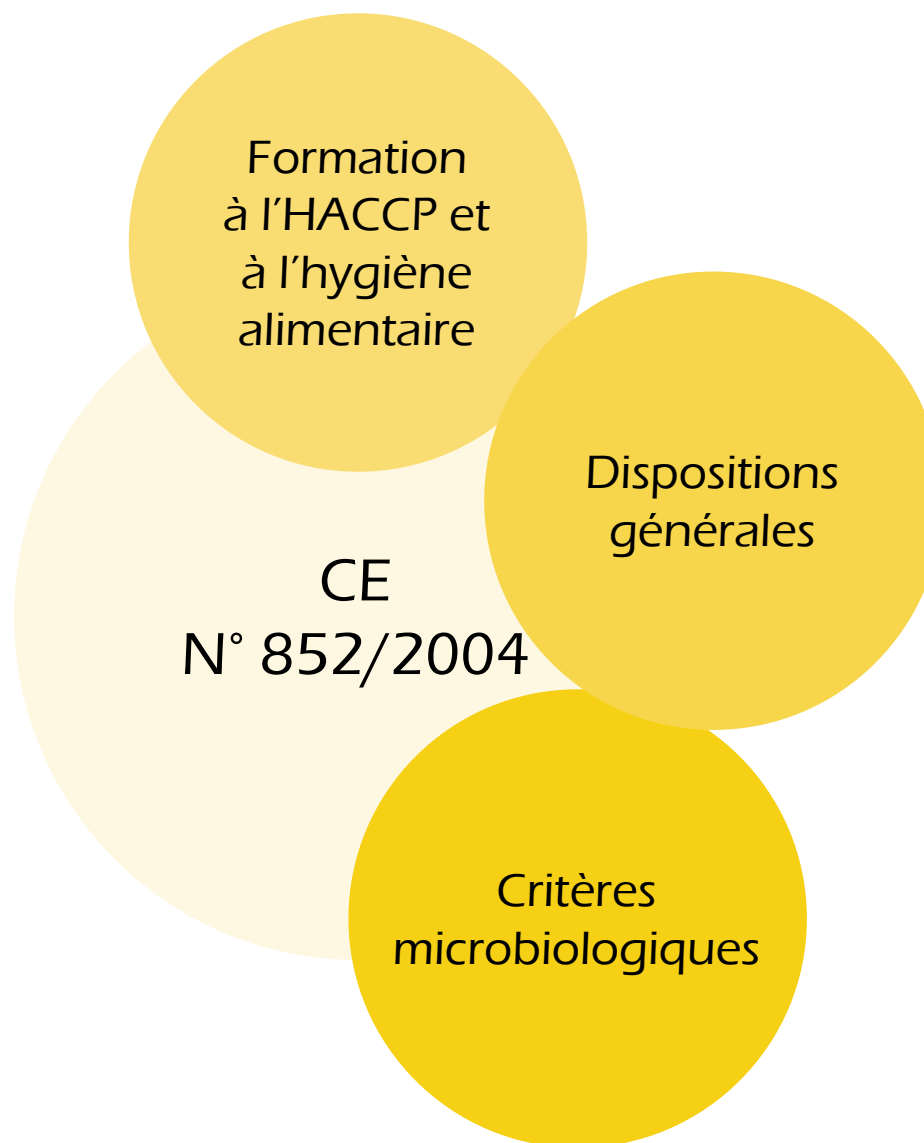 Formation
à l'HACCP et
à l'hygiène
alimentaire
Dispositions
générales
CE
N° 852/2004
Critères
microbiologiques